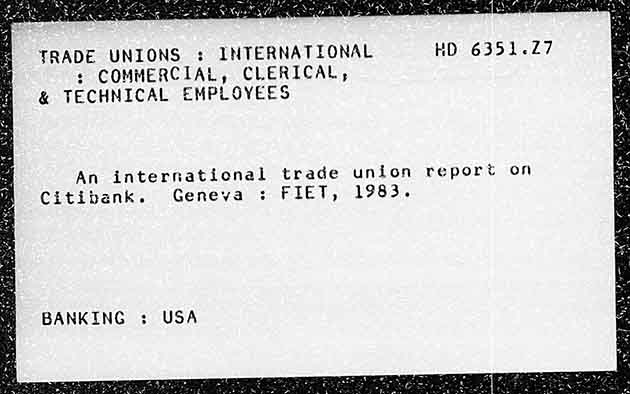 TRADE UNIONS : INTERNATIONAL HD 6351.Z7
: COMMERCIAL, CLERICAL,
& TECHNICAL EMPLOYEES
An international trade union report on
Citibank. Geneva : FIET, 1983.
BANKING : USA